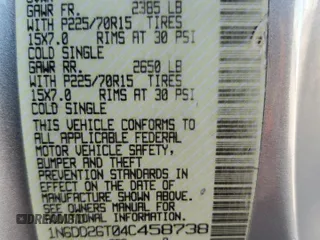 GAWR FR. 2385 LB
WITH P225/70R15 TIRES
15X7.0 RIMS AT 30 PSI
COLD SINGLE
GAWR RR. 2650 LB
WITH P225/70R15 TIRES
15X7.0 RIMS AT 30 PSI
COLD SINGLE
THIS VEHICLE CONFORMS TO
ALL APPLICABLE FEDERAL
MOTOR VEHICLE SAFETY,
BUMPER AND THEFT
PREVENTION STANDARDS IN
EFFECT ON THE DATE OF
MANUFACTURE SHOWN ABOVE.
SEE OWNERS MANUAL FOR
ADDITIONAL INFORMATION.
1N6DD26T04C458738